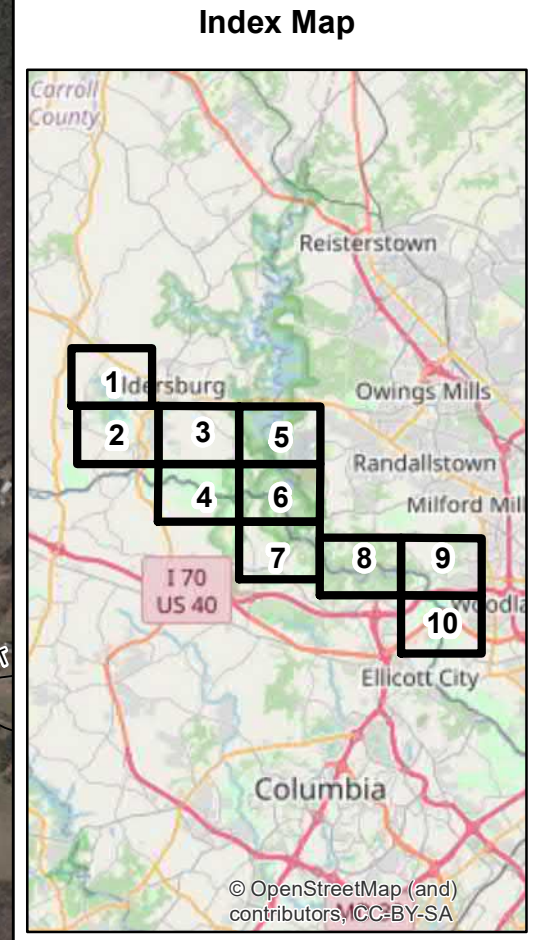 Index Map
Carroll
County
Reisterstown
1 ldersburg
Owings Mills
2
3
5
Randallstown
4
6
Milford Mil
7
8
9
I 70
US 40
Woodla
10
Ellicott City
Columbia
© OpenStreetMap (and)
contributors, CC-BY-SA